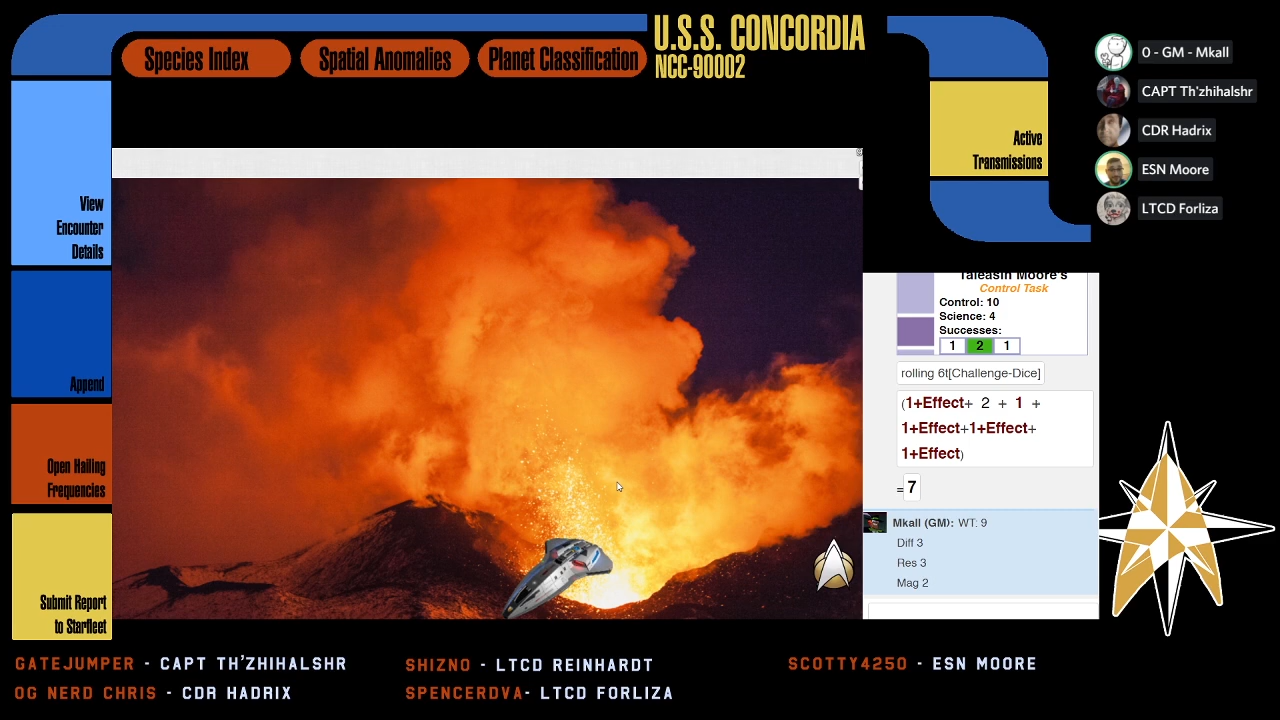 Species Index
Spatial Anomalies
Planet Classification
U.S.S. CONCORDIA
NCC-90002
View
Encounter
Details
Append
Open Hailing
Frequencies
Submit Report
to Starfleet
Active
Transmissions
0 - GM - Mkall
CAPT Th'zhihalshr
CDR Hadrix
ESN Moore
LTCD Forliza
Moore's
Control Task
Control: 10
Science: 4
Successes:
1 2 1
rolling 6t[Challenge-Dice]
(1+Effect+ 2 + 1 +
1+Effect+1+Effect+
1+Effect)
=7
Mkall (GM): WT: 9
Diff 3
Res 3
Mag 2
GATEJUMPER - CAPT TH'ZHIHALSHR
OG NERD CHRIS - CDR HADRIX
SHIZNO - LTCD REINHARDT
SPENCERDVA- LTCD FORLIZA
SCOTTY4250 - ESN MOORE